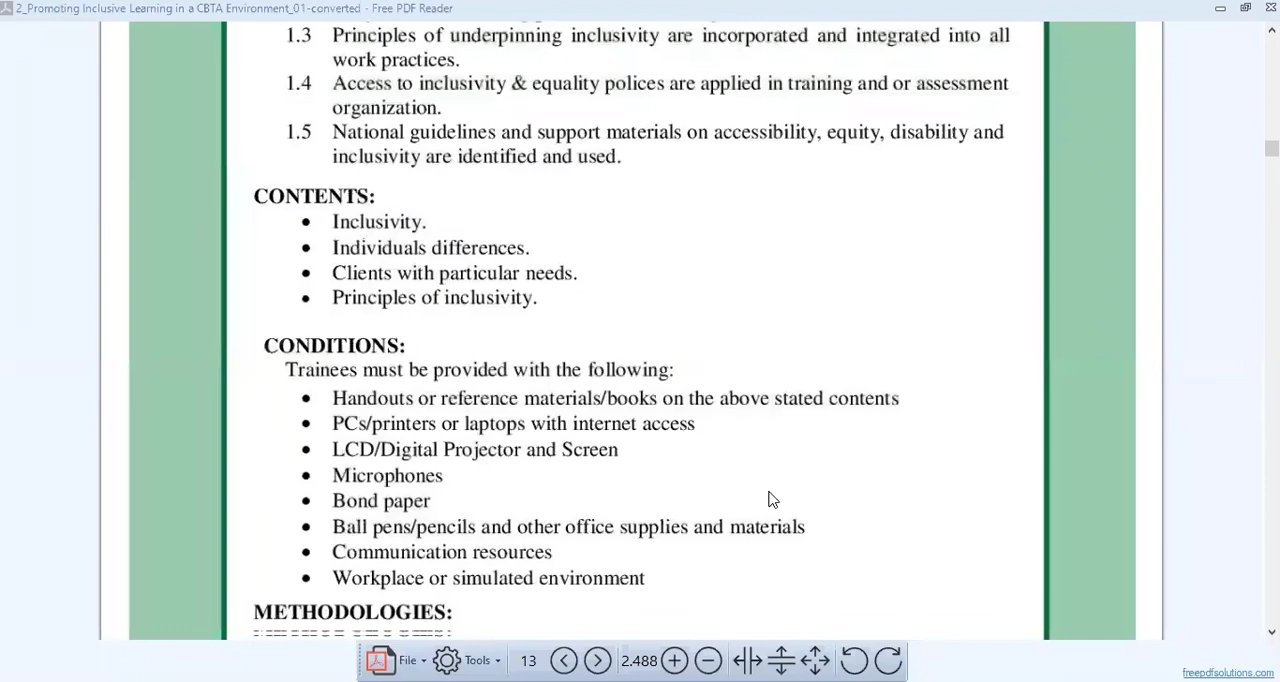 2_Promoting Inclusive Learning in a CBTA Environment_01-converted - Free PDF Reader
1.3 Principles of underpinning inclusivity are incorporated and integrated into all
work practices.
1.4 Access to inclusivity & equality polices are applied in training and or assessment
organization.
1.5 National guidelines and support materials on accessibility, equity, disability and
inclusivity are identified and used.
CONTENTS:
• Inclusivity.
• Individuals differences.
• Clients with particular needs.
• Principles of inclusivity.
CONDITIONS:
Trainees must be provided with the following:
• Handouts or reference materials/books on the above stated contents
• PCs/printers or laptops with internet access
• LCD/Digital Projector and Screen
• Microphones
• Bond paper
• Ball pens/pencils and other office supplies and materials
• Communication resources
• Workplace or simulated environment
METHODOLOGIES:
File Tools 13 2.488
freepdfsolutions.com